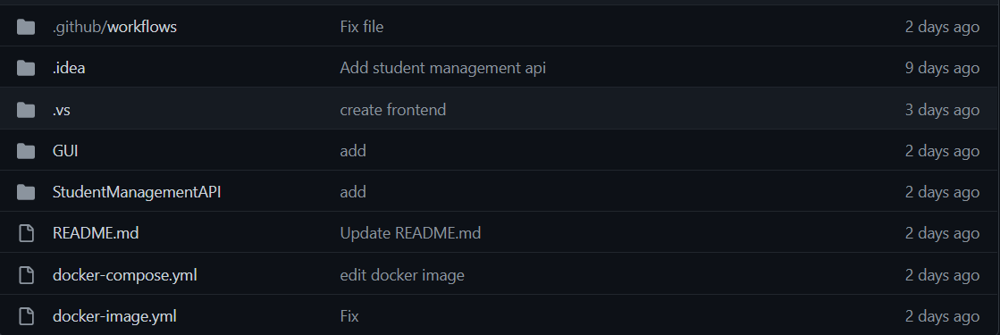 .github/workflows Fix file 2 days ago
.idea Add student management api 9 days ago
.vs create frontend 3 days ago
GUI add 2 days ago
StudentManagementAPI add 2 days ago
README.md Update README.md 2 days ago
docker-compose.yml edit docker image 2 days ago
docker-image.yml Fix 2 days ago